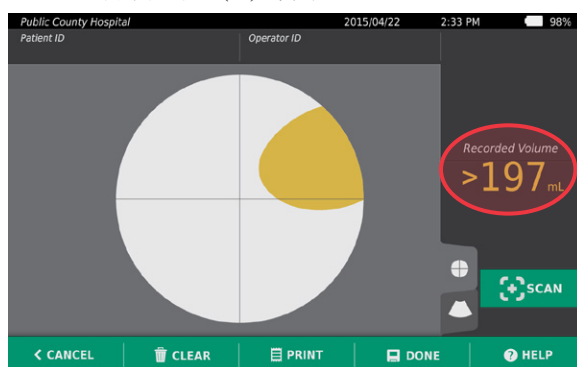 Public County Hospital 2015/04/22 2:33 PM 98%
Patient ID Operator ID
Recorded Volume
>197 mL
SCAN
< CANCEL CLEAR PRINT DONE ? HELP